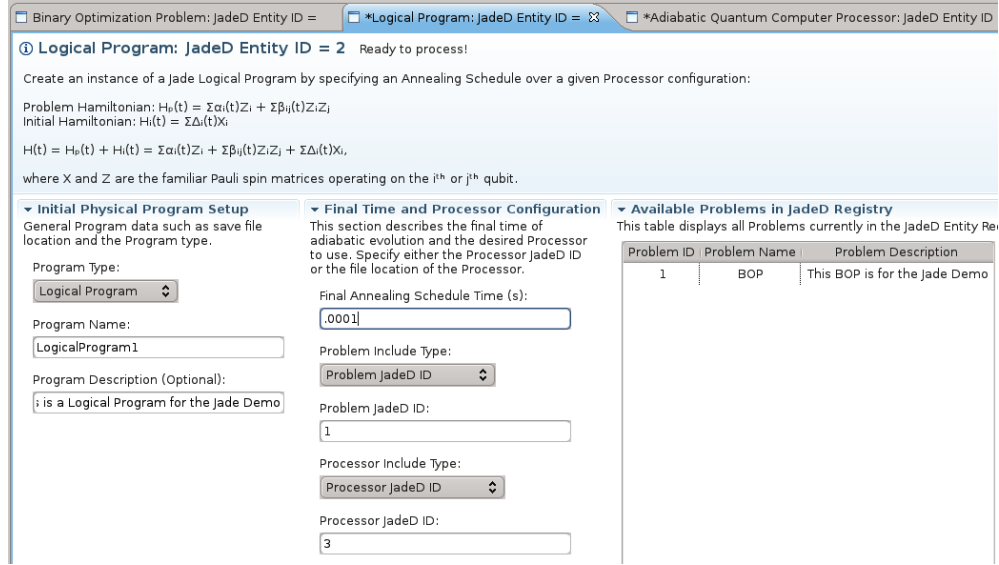 Binary Optimization Problem: JadeD Entity ID =
*Logical Program: JadeD Entity ID =
*Adiabatic Quantum Computer Processor: JadeD Entity ID
Logical Program: JadeD Entity ID = 2 Ready to process!
Create an instance of a Jade Logical Program by specifying an Annealing Schedule over a given Processor configuration:
Problem Hamiltonian: Hₚ(t) = Σαᵢ(t)Zᵢ + Σβᵢⱼ(t)ZᵢZⱼ
Initial Hamiltonian: Hᵢ(t) = ΣΔᵢ(t)Xᵢ
H(t) = Hₚ(t) + Hᵢ(t) = Σαᵢ(t)Zᵢ + Σβᵢⱼ(t)ZᵢZⱼ + ΣΔᵢ(t)Xᵢ,
where X and Z are the familiar Pauli spin matrices operating on the iᵗʰ or jᵗʰ qubit.
Initial Physical Program Setup
General Program data such as save file
location and the Program type.
Program Type:
Logical Program
Program Name:
LogicalProgram1
Program Description (Optional):
is a Logical Program for the Jade Demo
Final Time and Processor Configuration
This section describes the final time of
adiabatic evolution and the desired Processor
to use. Specify either the Processor JadeD ID
or the file location of the Processor.
Final Annealing Schedule Time (s):
.0001
Problem Include Type:
Problem JadeD ID
Problem JadeD ID:
1
Processor Include Type:
Processor JadeD ID
Processor JadeD ID:
3
Available Problems in JadeD Registry
This table displays all Problems currently in the JadeD Entity Re
Problem ID Problem Name Problem Description
1 BOP This BOP is for the Jade Demo